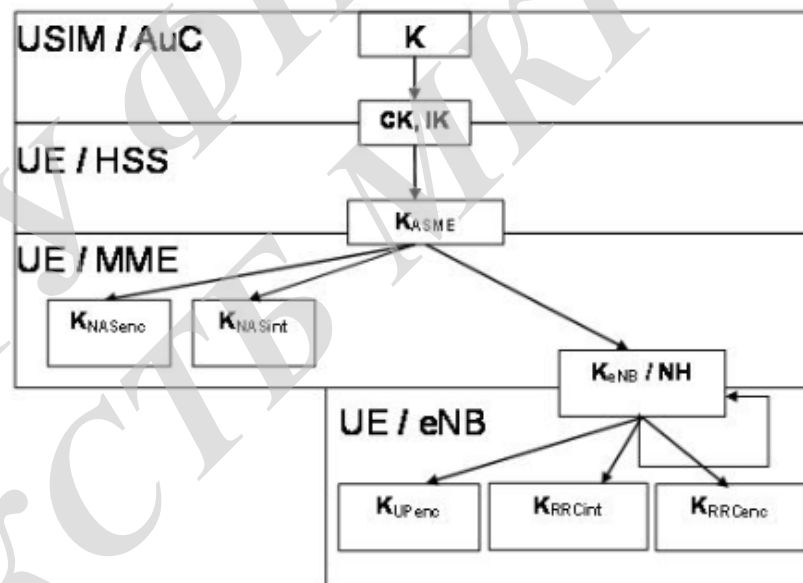 USIM / AuC
K
CK, IK
UE / HSS
KASME
UE / MME
KNASenc
KNASint
KeNB / NH
UE / eNB
KUPenc
KRRCint
KRRCenc